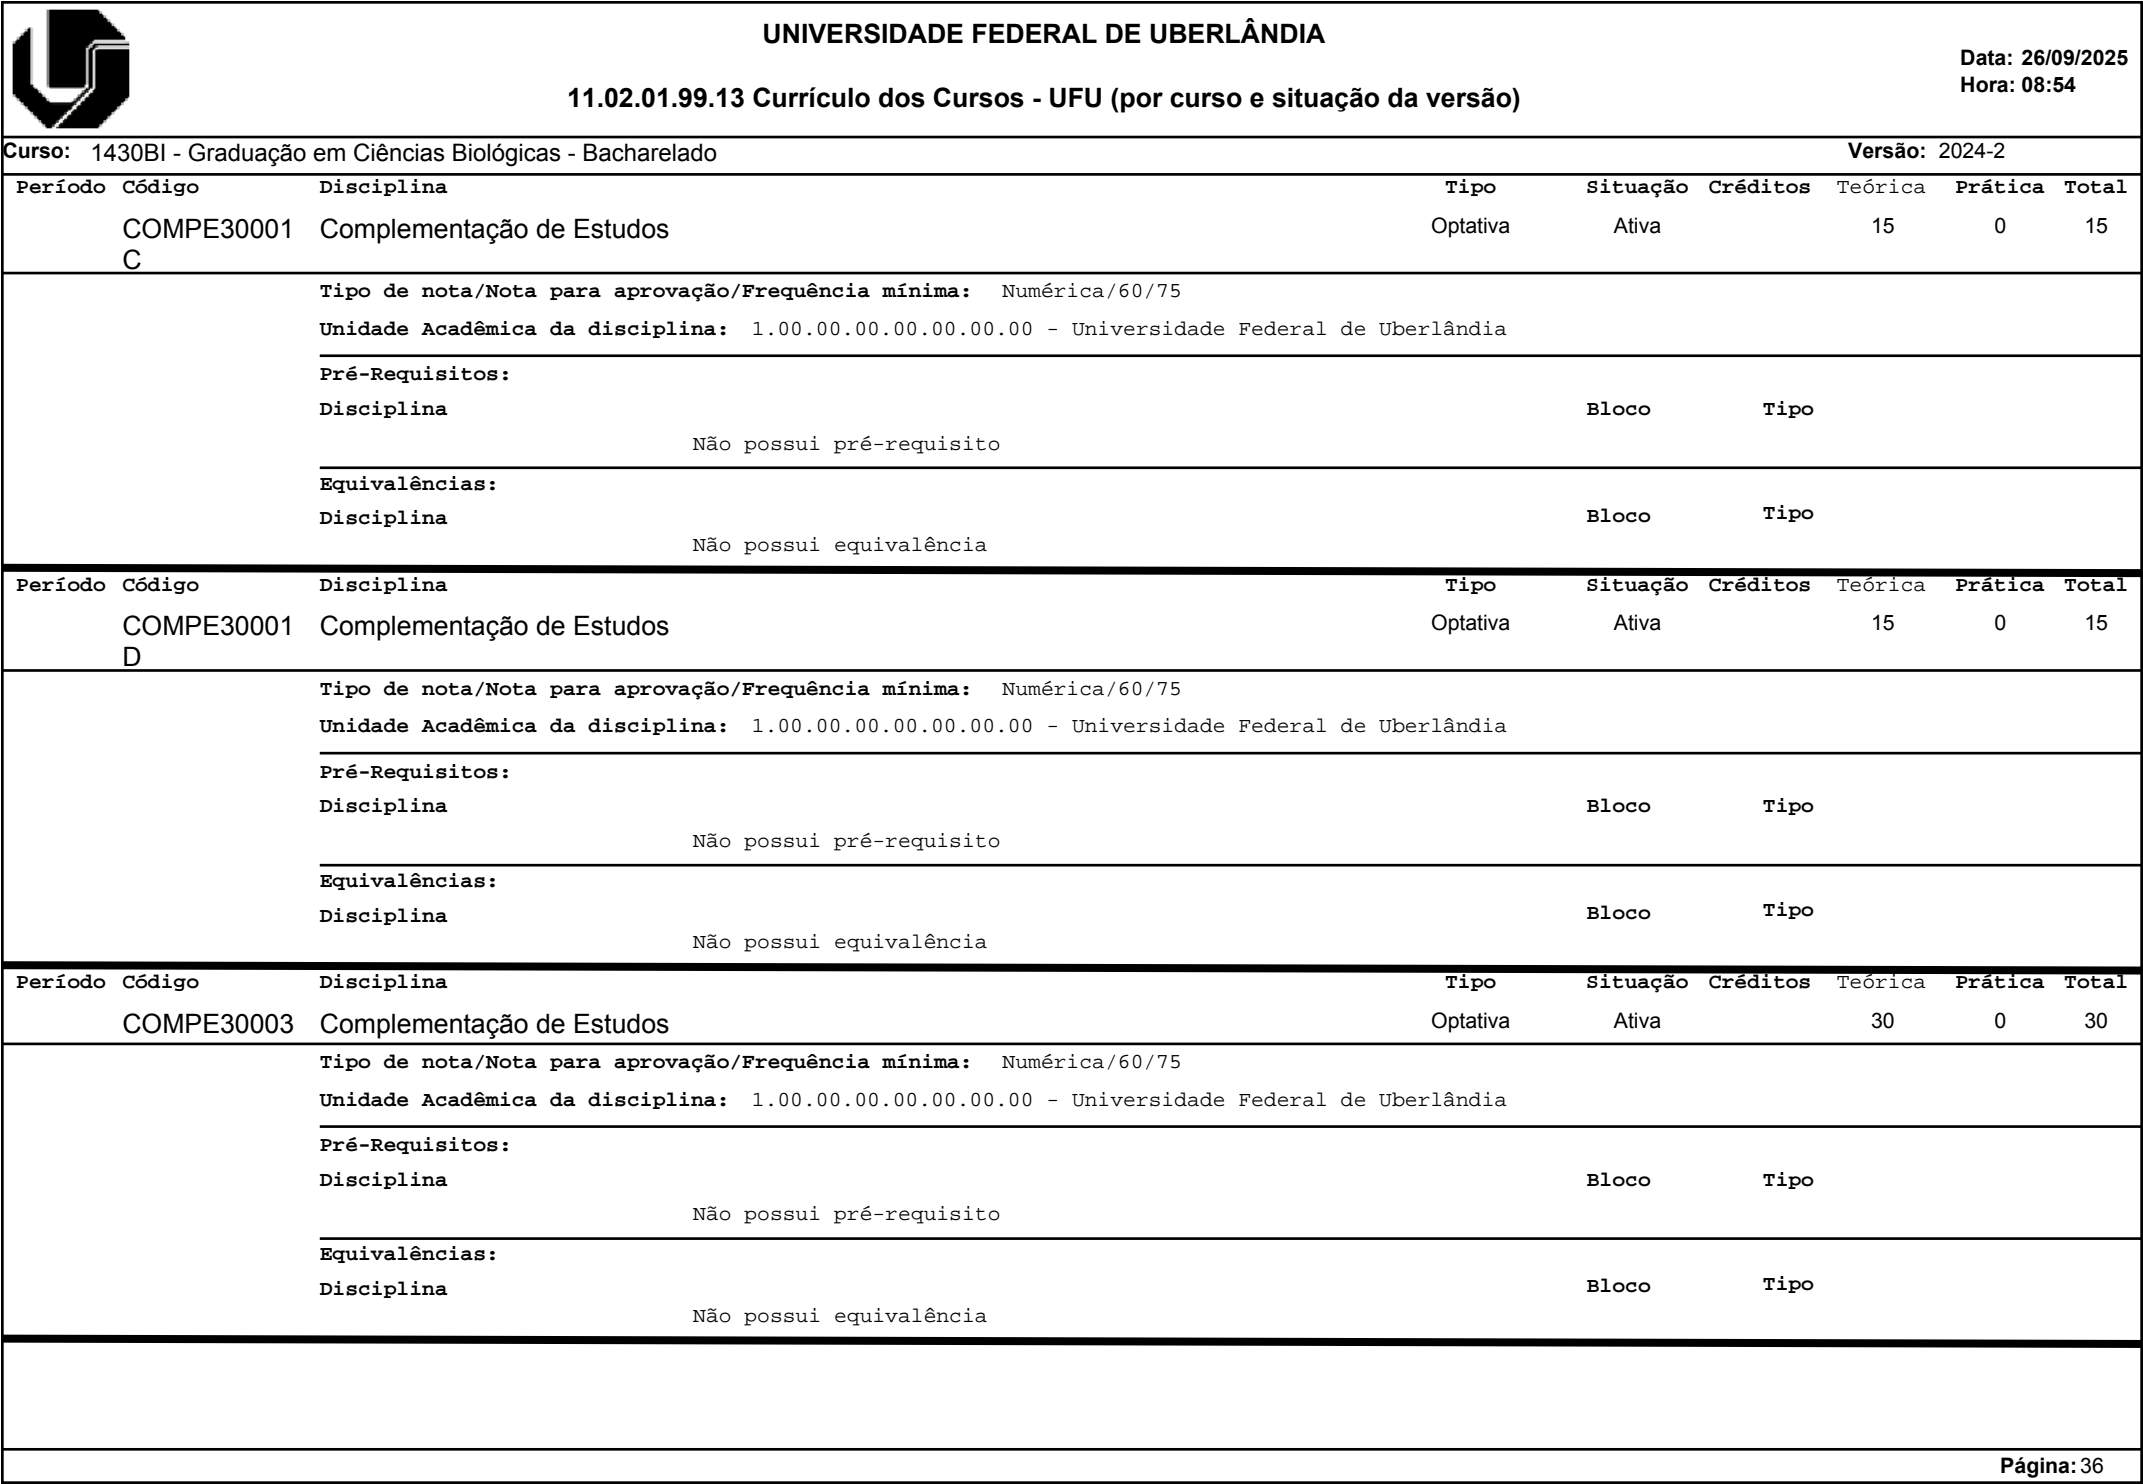 UNIVERSIDADE FEDERAL DE UBERLÂNDIA
Data: 26/09/2025
Hora: 08:54
11.02.01.99.13 Currículo dos Cursos - UFU (por curso e situação da versão)
Curso: 1430BI - Graduação em Ciências Biológicas - Bacharelado Versão: 2024-2
Período Código Disciplina Tipo Situação Créditos Teórica Prática Total
COMPE30001 Complementação de Estudos Optativa Ativa 15 0 15
C
Tipo de nota/Nota para aprovação/Frequência mínima: Numérica/60/75
Unidade Acadêmica da disciplina: 1.00.00.00.00.00.00.00 - Universidade Federal de Uberlândia
Pré-Requisitos:
Disciplina Bloco Tipo
Não possui pré-requisito
Equivalências:
Disciplina Bloco Tipo
Não possui equivalência
Período Código Disciplina Tipo Situação Créditos Teórica Prática Total
COMPE30001 Complementação de Estudos Optativa Ativa 15 0 15
D
Tipo de nota/Nota para aprovação/Frequência mínima: Numérica/60/75
Unidade Acadêmica da disciplina: 1.00.00.00.00.00.00.00 - Universidade Federal de Uberlândia
Pré-Requisitos:
Disciplina Bloco Tipo
Não possui pré-requisito
Equivalências:
Disciplina Bloco Tipo
Não possui equivalência
Período Código Disciplina Tipo Situação Créditos Teórica Prática Total
COMPE30003 Complementação de Estudos Optativa Ativa 30 0 30
Tipo de nota/Nota para aprovação/Frequência mínima: Numérica/60/75
Unidade Acadêmica da disciplina: 1.00.00.00.00.00.00.00 - Universidade Federal de Uberlândia
Pré-Requisitos:
Disciplina Bloco Tipo
Não possui pré-requisito
Equivalências:
Disciplina Bloco Tipo
Não possui equivalência
Página: 36